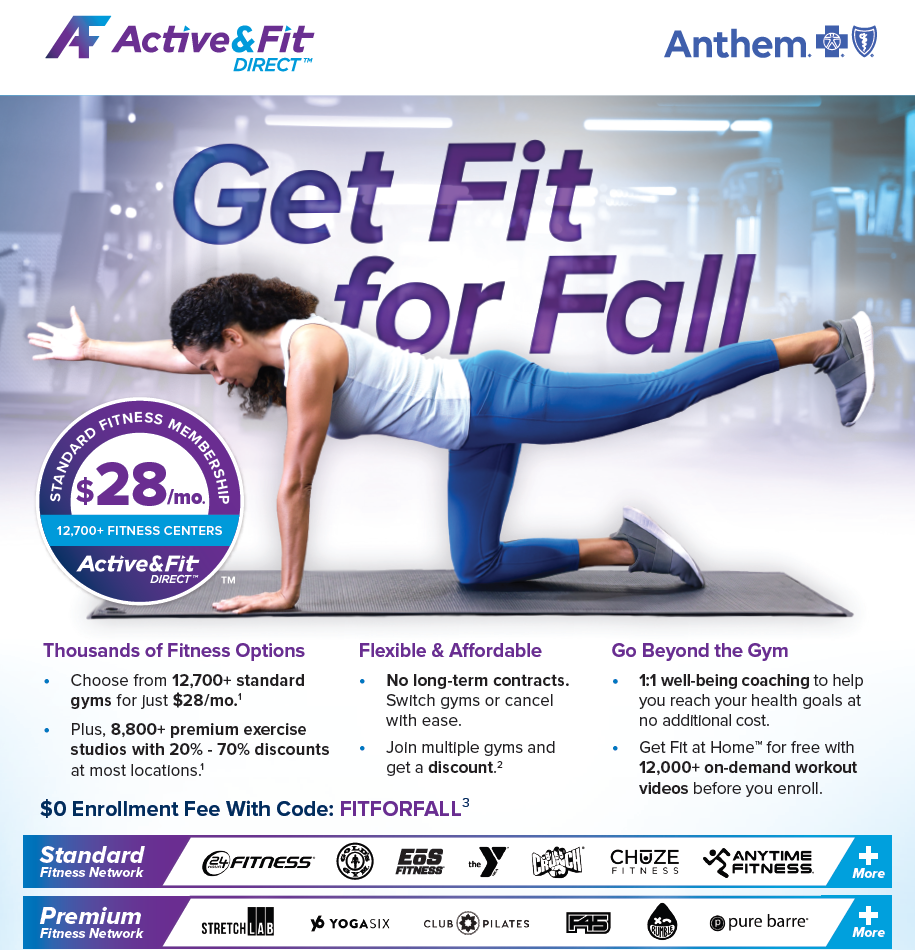 Active&Fit
DIRECT™
Anthem.
Get Fit
for Fall
STANDARD FITNESS MEMBERSHIP
$28/mo.
12,700+ FITNESS CENTERS
Active&Fit
DIRECT™
TM
Thousands of Fitness Options
• Choose from 12,700+ standard
gyms for just $28/mo.¹
• Plus, 8,800+ premium exercise
studios with 20% - 70% discounts
at most locations.¹
Flexible & Affordable
• No long-term contracts.
Switch gyms or cancel
with ease.
• Join multiple gyms and
get a discount.²
Go Beyond the Gym
• 1:1 well-being coaching to help
you reach your health goals at
no additional cost.
• Get Fit at Home™ for free with
12,000+ on-demand workout
videos before you enroll.
$0 Enrollment Fee With Code: FITFORFALL³
Standard
Fitness Network
24 FITNESS
GOLD'S GYM
EōS
FITNESS
the Y
CRUNCH
CHUZE
FITNESS
ANYTIME
FITNESS
+
More
Premium
Fitness Network
STRETCH LAB
Y6 YOGASIX
CLUB PILATES
F45
RUMBLE
p pure barre
+
More